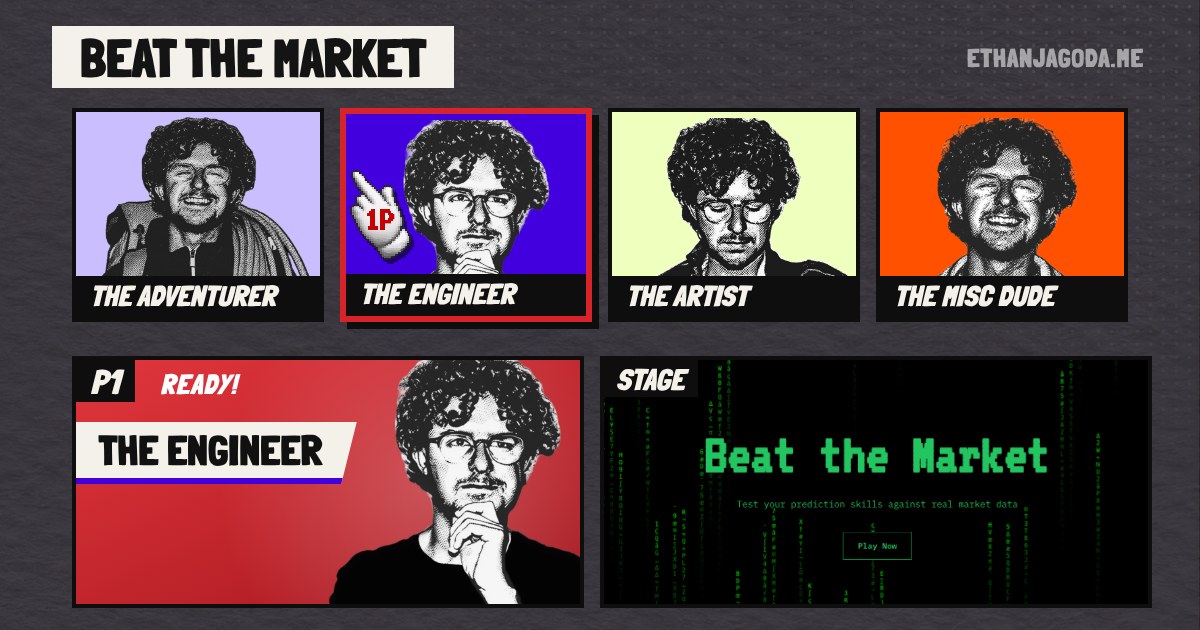 BEAT THE MARKET
ETHANJAGODA.ME
1P
THE ADVENTURER
THE ENGINEER
THE ARTIST
THE MISC DUDE
P1
READY!
THE ENGINEER
STAGE
Beat the Market
Test your prediction skills against real market data
Play Now